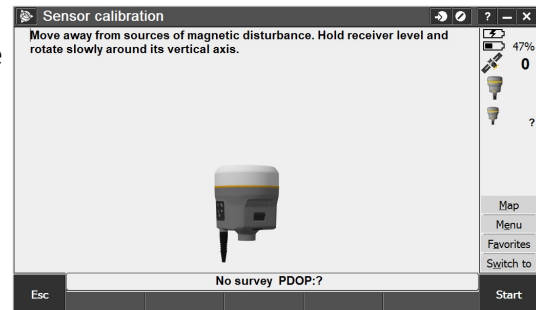 Sensor calibration
? – ×
Move away from sources of magnetic disturbance. Hold receiver level and
rotate slowly around its vertical axis.
47%
0
?
Map
Menu
Favorites
Switch to
No survey PDOP:?
Esc
Start
e